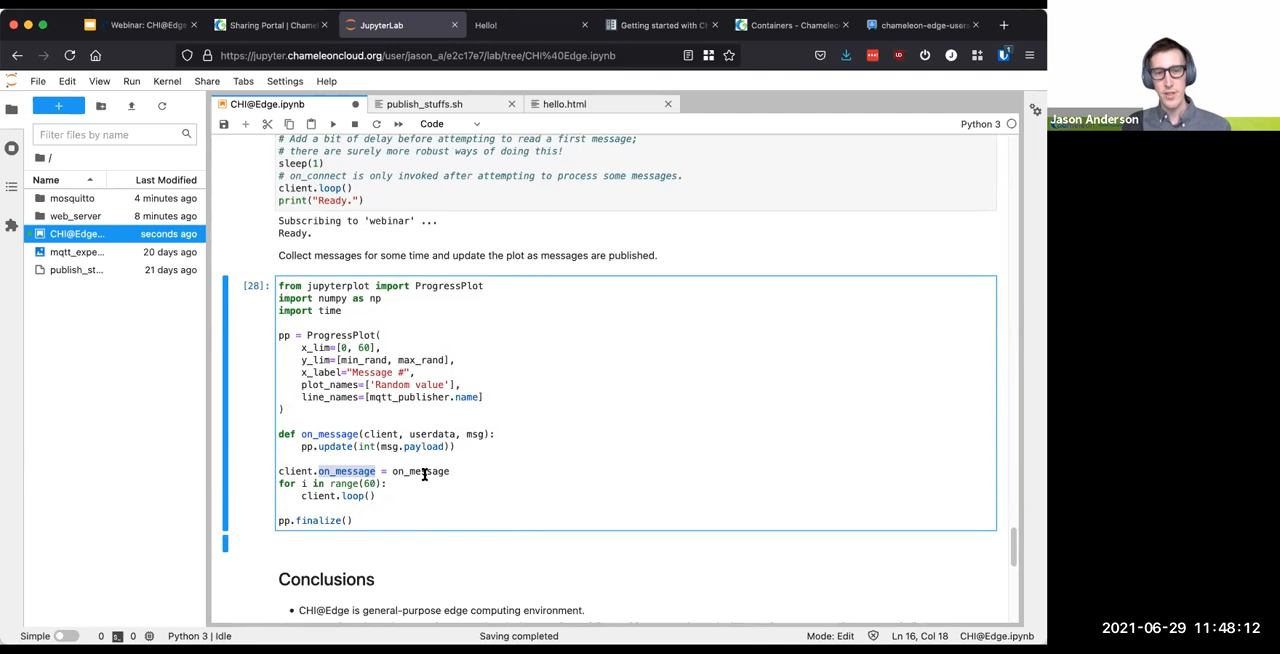 Webinar: CHI@Edge
Sharing Portal | Cham
JupyterLab
Hello!
Getting started with C
Containers - Chameleo
chameleon-edge-users
https://jupyter.chameleoncloud.org/user/jason_a/e2c17e7/lab/tree/CHI%40Edge.ipynb
File Edit View Run Kernel Share Tabs Settings Help
CHI@Edge.ipynb
publish_stuffs.sh
hello.html
Code
Python 3
Filter files by name
/
Name Last Modified
mosquitto 4 minutes ago
web_server 8 minutes ago
CHI@Edge... seconds ago
mqtt_expe... 20 days ago
publish_st... 21 days ago
# Add a bit of delay before attempting to read a first message;
# there are surely more robust ways of doing this!
sleep(1)
# on_connect is only invoked after attempting to process some messages.
client.loop()
print("Ready.")
Subscribing to 'webinar' ...
Ready.
Collect messages for some time and update the plot as messages are published.
[28]:
from jupyterplot import ProgressPlot
import numpy as np
import time
pp = ProgressPlot(
x_lim=[0, 60],
y_lim=[min_rand, max_rand],
x_label="Message #",
plot_names=['Random value'],
line_names=[mqtt_publisher.name]
)
def on_message(client, userdata, msg):
pp.update(int(msg.payload))
client.on_message = on_message
for i in range(60):
client.loop()
pp.finalize()
Conclusions
• CHI@Edge is general-purpose edge computing environment.
Simple 0 0 Python 3 | Idle Saving completed Mode: Edit Ln 16, Col 18 CHI@Edge.ipynb
Jason Anderson
2021-06-29 11:48:12